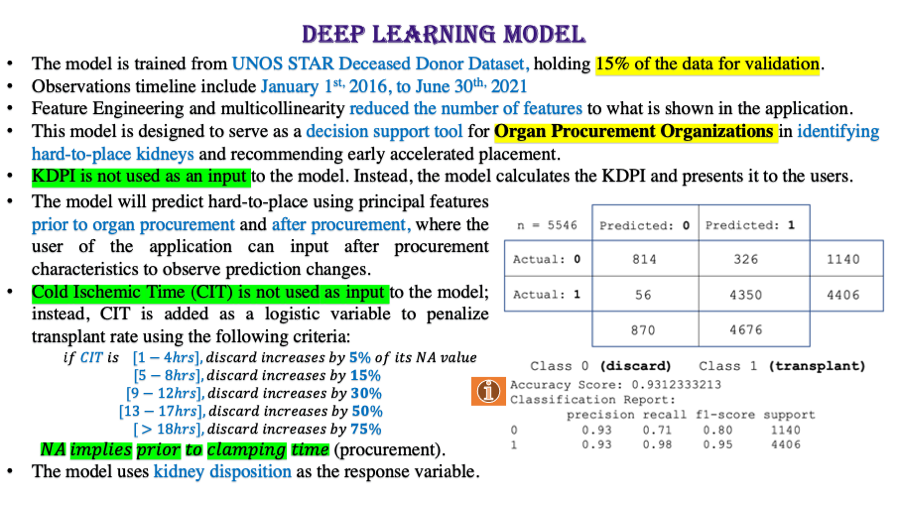 DEEP LEARNING MODEL
• The model is trained from UNOS STAR Deceased Donor Dataset, holding 15% of the data for validation.
• Observations timeline include January 1st, 2016, to June 30th, 2021
• Feature Engineering and multicollinearity reduced the number of features to what is shown in the application.
• This model is designed to serve as a decision support tool for Organ Procurement Organizations in identifying
hard-to-place kidneys and recommending early accelerated placement.
• KDPI is not used as an input to the model. Instead, the model calculates the KDPI and presents it to the users.
• The model will predict hard-to-place using principal features
prior to organ procurement and after procurement, where the
user of the application can input after procurement
characteristics to observe prediction changes.
• Cold Ischemic Time (CIT) is not used as input to the model;
instead, CIT is added as a logistic variable to penalize
transplant rate using the following criteria:
if CIT is [1 − 4hrs], discard increases by 5% of its NA value
[5 − 8hrs], discard increases by 15%
[9 − 12hrs], discard increases by 30%
[13 − 17hrs], discard increases by 50%
[> 18hrs], discard increases by 75%
NA implies prior to clamping time (procurement).
• The model uses kidney disposition as the response variable.
n = 5546 Predicted: 0 Predicted: 1
Actual: 0 814 326 1140
Actual: 1 56 4350 4406
870 4676
Class 0 (discard) Class 1 (transplant)
Accuracy Score: 0.9312333213
Classification Report:
precision recall f1-score support
0 0.93 0.71 0.80 1140
1 0.93 0.98 0.95 4406